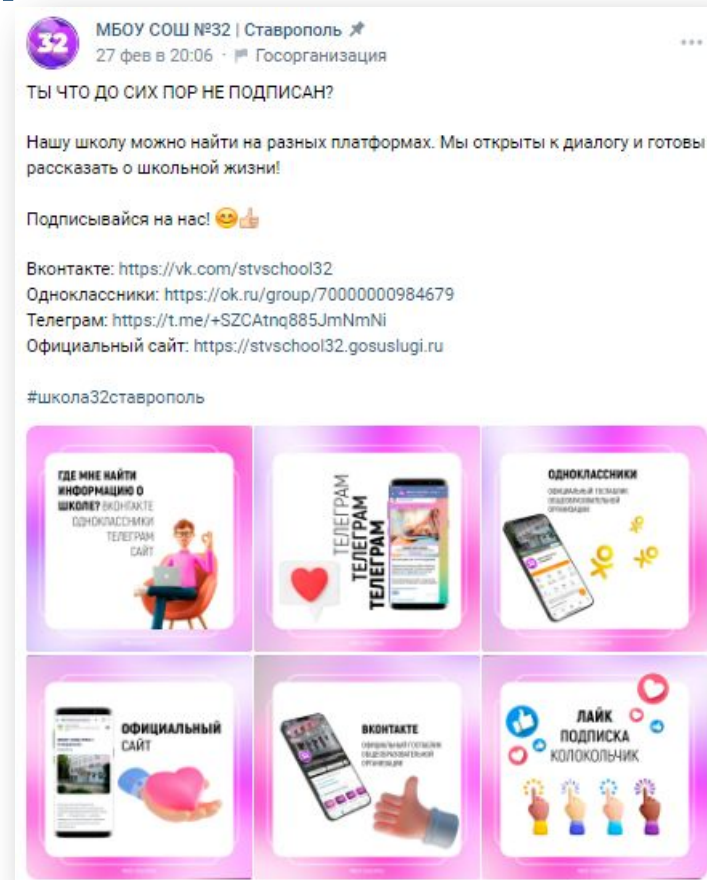 32
МБОУ СОШ №32 | Ставрополь
27 фев в 20:06 · Госорганизация
ТЫ ЧТО ДО СИХ ПОР НЕ ПОДПИСАН?
Нашу школу можно найти на разных платформах. Мы открыты к диалогу и готовы
рассказать о школьной жизни!
Подписывайся на нас! 😊👍
Вконтакте: https://vk.com/stvschool32
Одноклассники: https://ok.ru/group/70000000984679
Телеграм: https://t.me/+SZCAtnq885JmNmNi
Официальный сайт: https://stvschool32.gosuslugi.ru
#школа32ставрополь
ГДЕ МНЕ НАЙТИ
ИНФОРМАЦИЮ О
ШКОЛЕ? ВКОНТАКТЕ
ОДНОКЛАССНИКИ
ТЕЛЕГРАМ
САЙТ
ТЕЛЕГРАМ
ТЕЛЕГРАМ
ТЕЛЕГРАМ
ОДНОКЛАССНИКИ
ОФИЦИАЛЬНЫЙ ГОСПАБЛИК
ОБЩЕОБРАЗОВАТЕЛЬНОЙ
ОРГАНИЗАЦИИ
ОФИЦИАЛЬНЫЙ
САЙТ
ВКОНТАКТЕ
ОФИЦИАЛЬНЫЙ ГОСПАБЛИК
ОБЩЕОБРАЗОВАТЕЛЬНОЙ
ОРГАНИЗАЦИИ
ЛАЙК
ПОДПИСКА
КОЛОКОЛЬЧИК